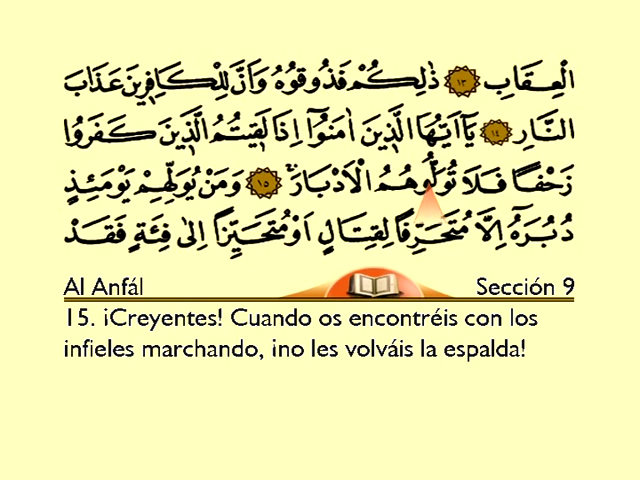 الْعِقَابِ ۝١٣ ذٰلِكُمْ فَذُوقُوهُ وَاَنَّ لِلْكَافِرِينَ عَذَابَ
النَّارِ ۝١٤ يَٓا اَيُّهَا الَّذِينَ اٰمَنُٓوا اِذَا لَقِيتُمُ الَّذِينَ كَفَرُوا
زَحْفًا فَلَا تُوَلُّوهُمُ الْاَدْبَارَۚ ۝١٥ وَمَنْ يُوَلِّهِمْ يَوْمَئِذٍ
دُبُرَهُٓ اِلَّا مُتَحَرِّفًا لِقِتَالٍ اَوْ مُتَحَيِّزًا اِلٰى فِئَةٍ فَقَدْ
Al Anfál Sección 9
15. ¡Creyentes! Cuando os encontréis con los
infieles marchando, ¡no les volváis la espalda!